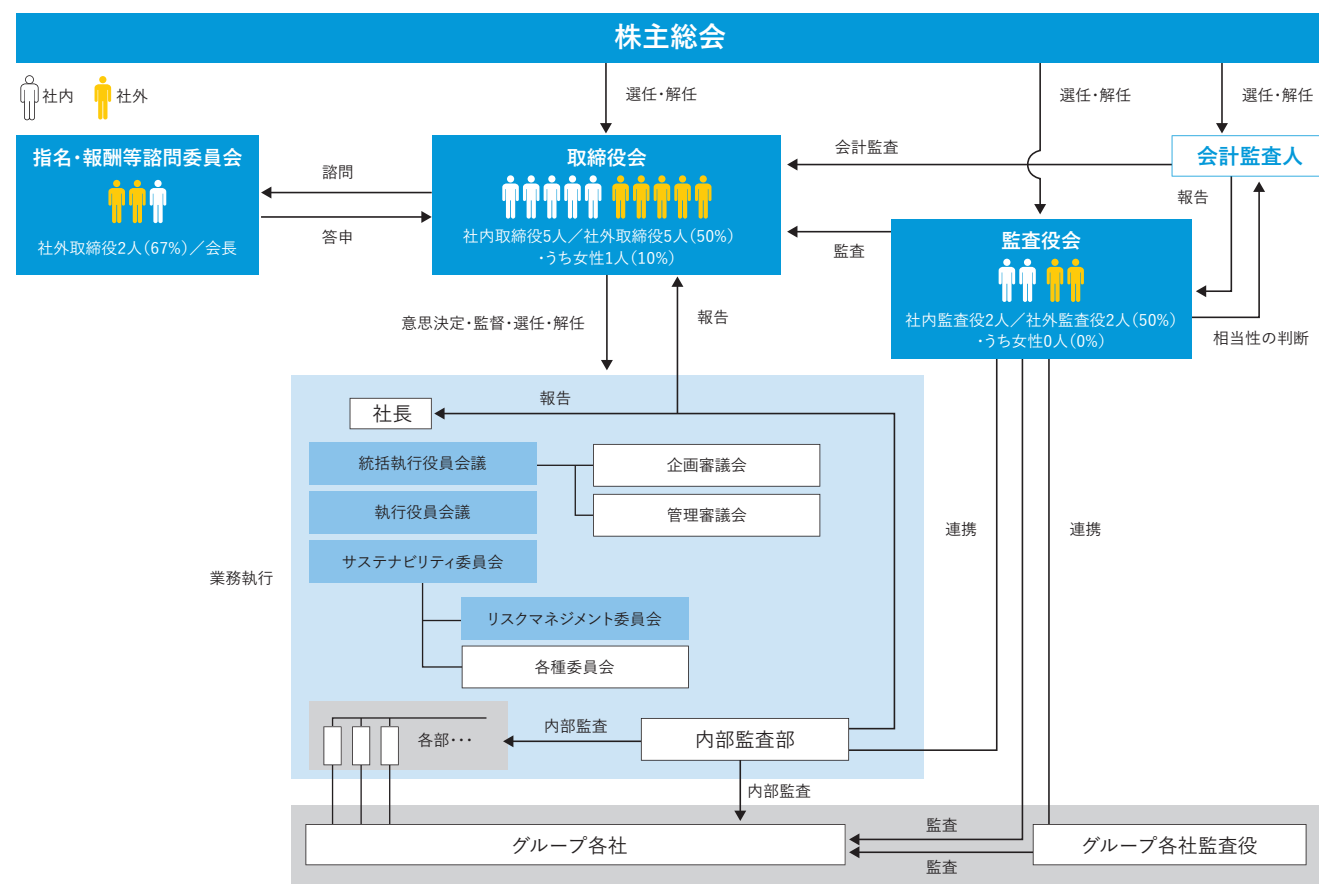 株主総会
社内
社外
選任・解任
選任・解任
選任・解任
指名・報酬等諮問委員会
社外取締役2人(67%)／会長
諮問
答申
取締役会
社内取締役5人／社外取締役5人(50%)
・うち女性1人(10%)
会計監査
会計監査人
報告
監査
監査役会
社内監査役2人／社外監査役2人(50%)
・うち女性0人(0%)
相当性の判断
意思決定・監督・選任・解任
報告
報告
社長
統括執行役員会議
企画審議会
執行役員会議
管理審議会
サステナビリティ委員会
業務執行
リスクマネジメント委員会
各種委員会
連携
連携
各部･･･
内部監査
内部監査部
内部監査
グループ各社
監査
監査
グループ各社監査役